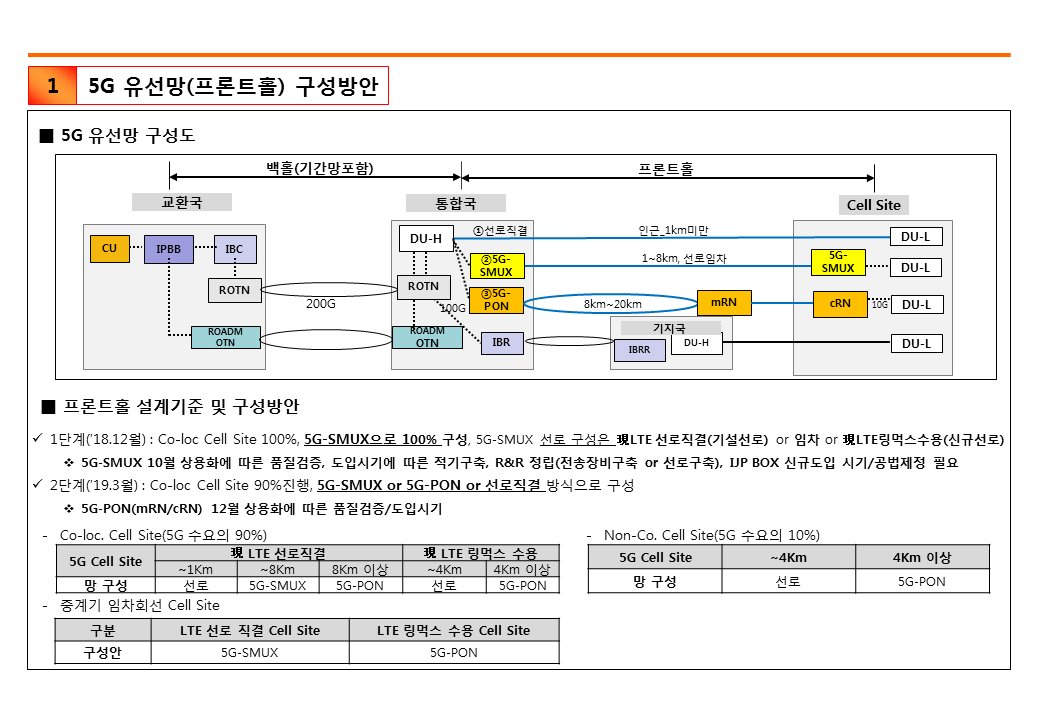 1 5G 유선망(프론트홀) 구성방안
■ 5G 유선망 구성도
백홀(기간망포함) 프론트홀
교환국 통합국 Cell Site
CU IPBB IBC ROTN ROADM OTN
200G
DU-H ROTN 100G ROADM OTN
①선로직결 인근_1km미만 DU-L
②5G-SMUX 1~8km, 선로임차 5G-SMUX DU-L
③5G-PON 8km~20km mRN cRN 10G DU-L
IBR 기지국 IBRR DU-H DU-L
■ 프론트홀 설계기준 및 구성방안
✓ 1단계('18.12월) : Co-loc Cell Site 100%, 5G-SMUX으로 100% 구성, 5G-SMUX 선로 구성은 現LTE 선로직결(기설선로) or 임차 or 現LTE링먹스수용(신규선로)
❖ 5G-SMUX 10월 상용화에 따른 품질검증, 도입시기에 따른 적기구축, R&R 정립(전송장비구축 or 선로구축), IJP BOX 신규도입 시기/공법제정 필요
✓ 2단계('19.3월) : Co-loc Cell Site 90%진행, 5G-SMUX or 5G-PON or 선로직결 방식으로 구성
❖ 5G-PON(mRN/cRN) 12월 상용화에 따른 품질검증/도입시기
- Co-loc. Cell Site(5G 수요의 90%)
5G Cell Site 現 LTE 선로직결 現 LTE 링먹스 수용
~1Km ~8Km 8Km 이상 ~4Km 4Km 이상
망 구성 선로 5G-SMUX 5G-PON 선로 5G-PON
- Non-Co. Cell Site(5G 수요의 10%)
5G Cell Site ~4Km 4Km 이상
망 구성 선로 5G-PON
- 중계기 임차회선 Cell Site
구분 LTE 선로 직결 Cell Site LTE 링먹스 수용 Cell Site
구성안 5G-SMUX 5G-PON